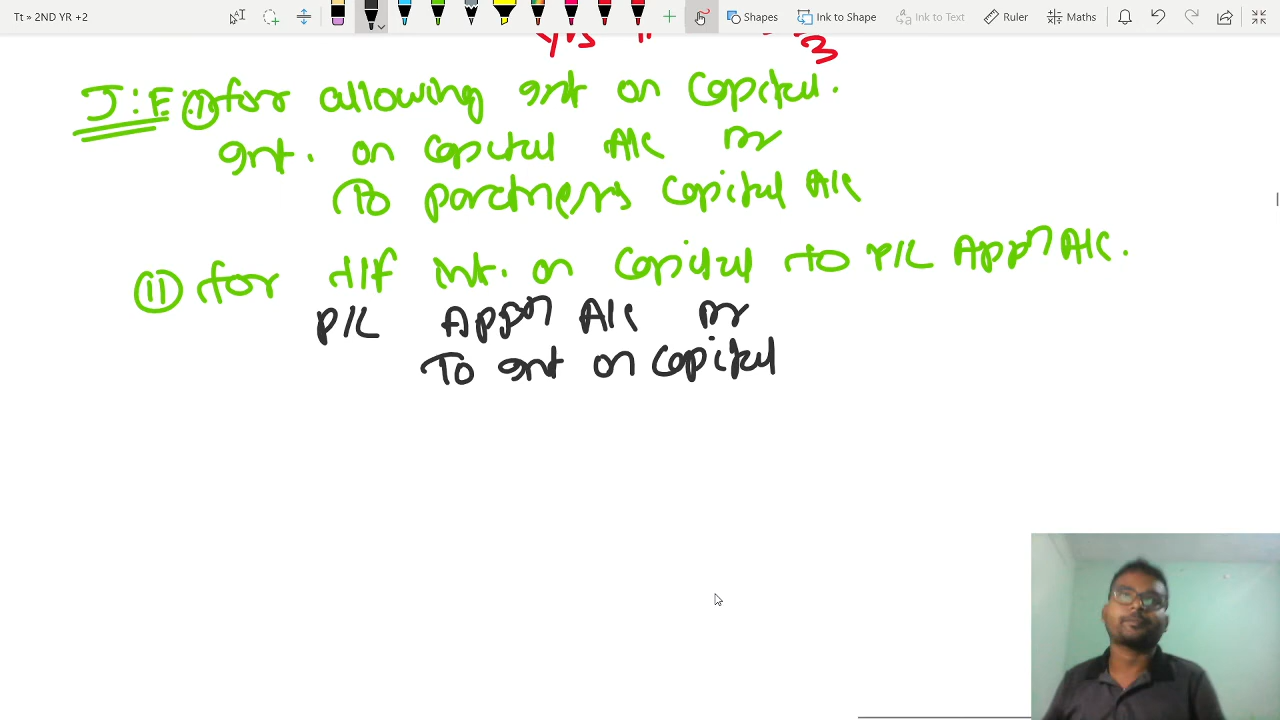 Tt » 2ND YR +2
Shapes Ink to Shape Ink to Text Ruler Maths
yrs 3
J:E:(i) for allowing Int on Capital.
Int. on Capital A/c Dr
To partners Capital A/c
(ii) for t/f Int. on Capital to P/L Appn A/c.
P/L Appn A/c Dr
To Int on Capital